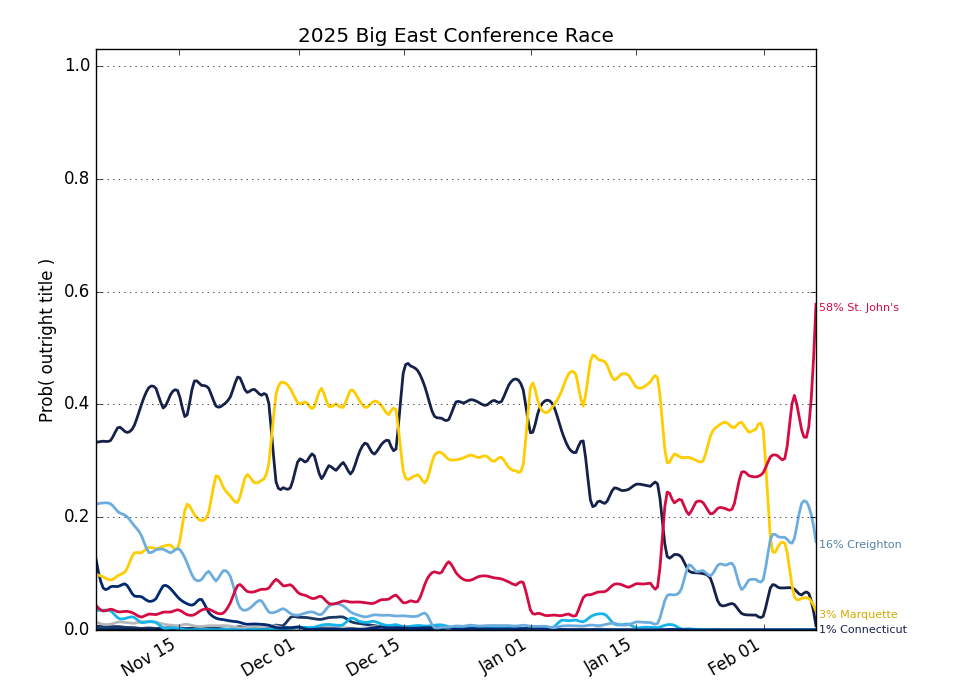 2025 Big East Conference Race
Prob( outright title )
1.0
0.8
0.6
0.4
0.2
0.0
58% St. John's
16% Creighton
3% Marquette
1% Connecticut
Nov 15
Dec 01
Dec 15
Jan 01
Jan 15
Feb 01